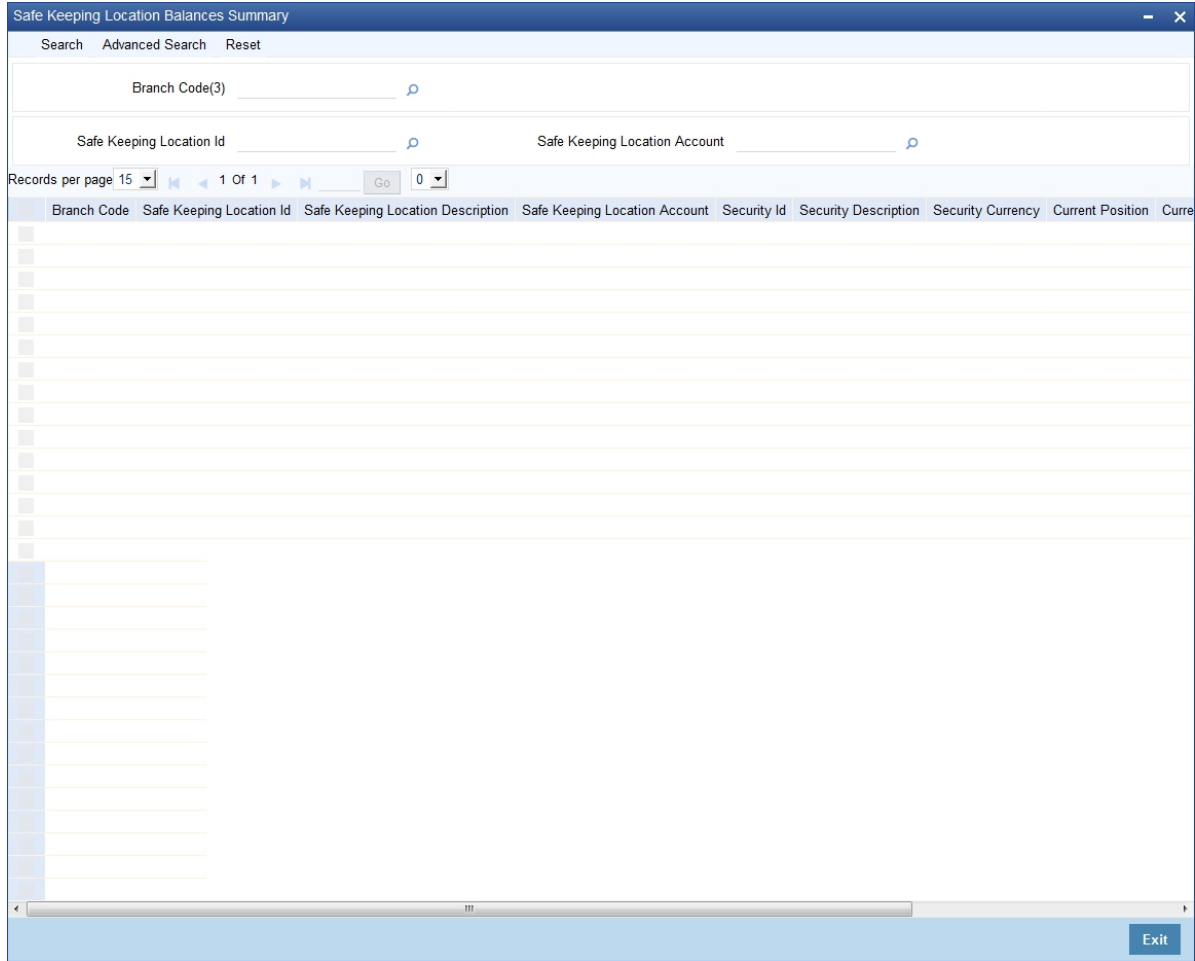 Safe Keeping Location Balances Summary
Search Advanced Search Reset
Branch Code(3)
Safe Keeping Location Id Safe Keeping Location Account
Records per page 15 1 Of 1 Go 0
Branch Code Safe Keeping Location Id Safe Keeping Location Description Safe Keeping Location Account Security Id Security Description Security Currency Current Position Curre
Exit